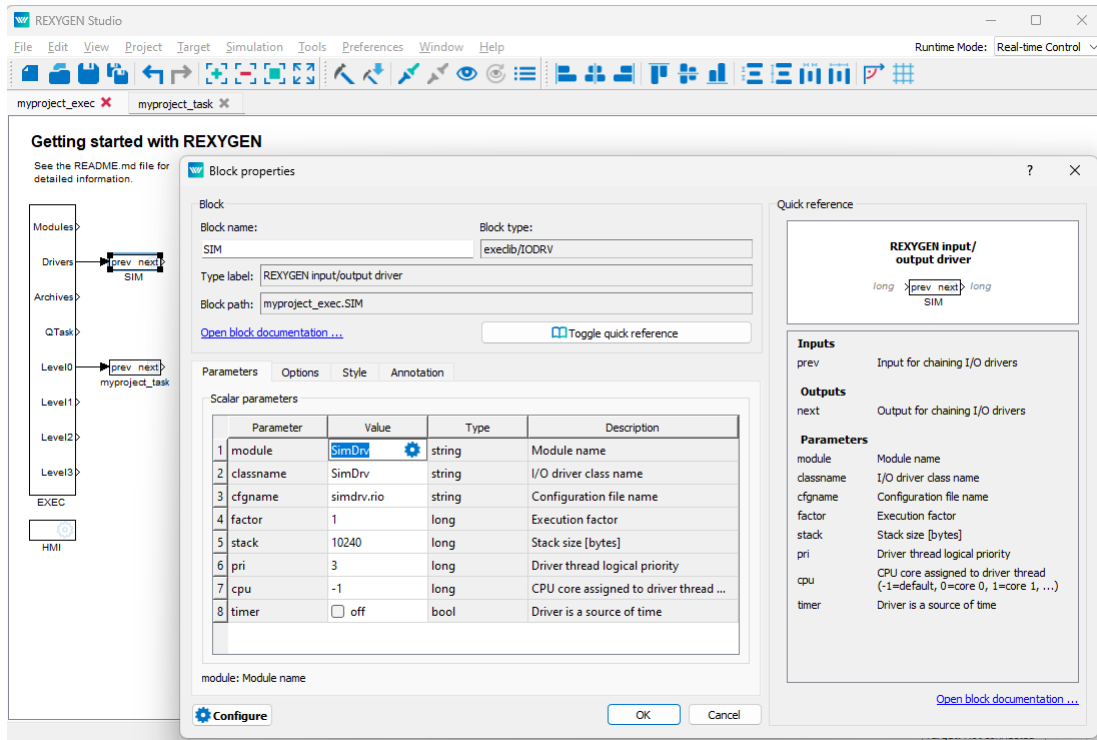 REXYGEN Studio
File Edit View Project Target Simulation Tools Preferences Window Help
Runtime Mode: Real-time Control
myproject_exec
myproject_task
Getting started with REXYGEN
See the README.md file for
detailed information.
Modules
Drivers
Archives
QTask
Level0
Level1
Level2
Level3
EXEC
prev next
SIM
prev next
myproject_task
HMI
Block properties
?
Block
Block name:
Block type:
SIM
execlib/IODRV
Type label:
REXYGEN input/output driver
Block path:
myproject_exec.SIM
Open block documentation ...
Toggle quick reference
Parameters Options Style Annotation
Scalar parameters
Parameter Value Type Description
1 module SimDrv string Module name
2 classname SimDrv string I/O driver class name
3 cfgname simdrv.rio string Configuration file name
4 factor 1 long Execution factor
5 stack 10240 long Stack size [bytes]
6 pri 3 long Driver thread logical priority
7 cpu -1 long CPU core assigned to driver thread ...
8 timer off bool Driver is a source of time
module: Module name
Configure
OK
Cancel
Quick reference
REXYGEN input/
output driver
long prev next long
SIM
Inputs
prev Input for chaining I/O drivers
Outputs
next Output for chaining I/O drivers
Parameters
module Module name
classname I/O driver class name
cfgname Configuration file name
factor Execution factor
stack Stack size [bytes]
pri Driver thread logical priority
cpu CPU core assigned to driver thread
(-1=default, 0=core 0, 1=core 1, ...)
timer Driver is a source of time
Open block documentation ...